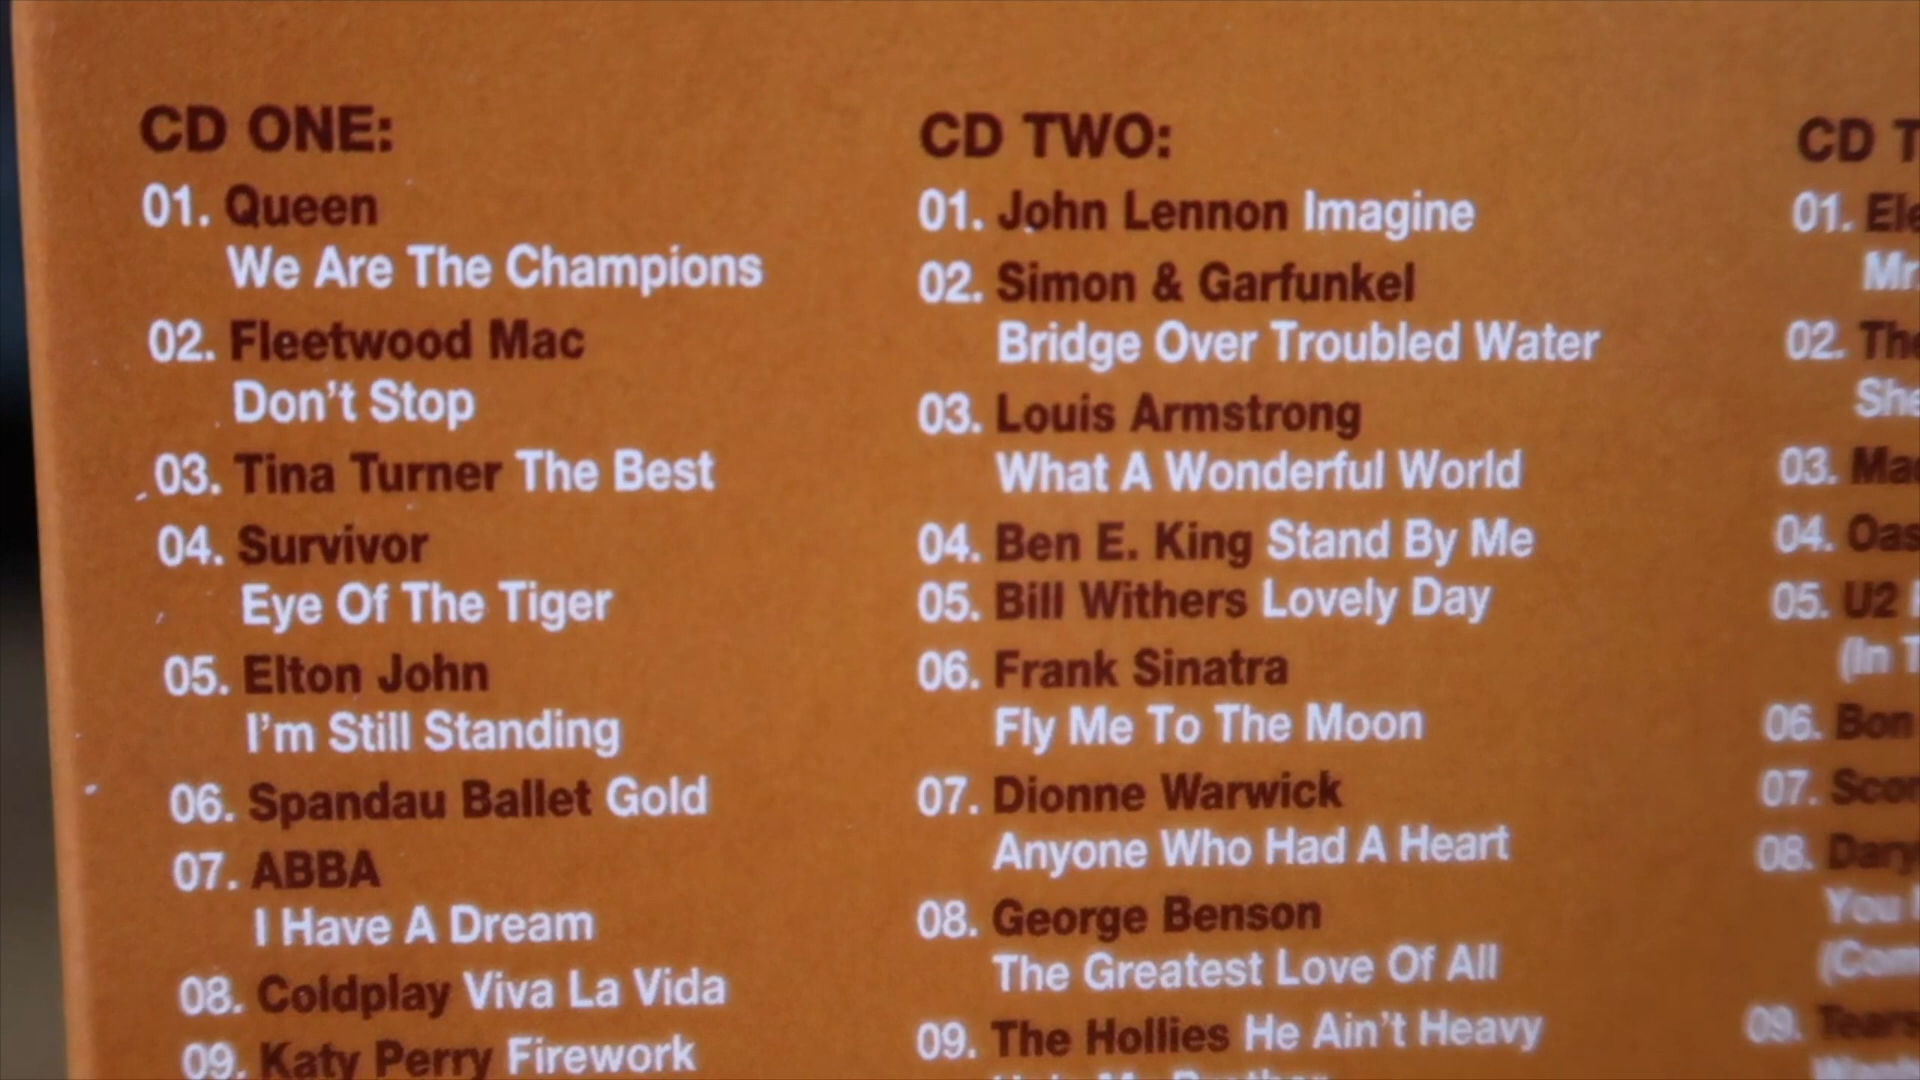 CD ONE:
01. Queen
We Are The Champions
02. Fleetwood Mac
Don't Stop
03. Tina Turner The Best
04. Survivor
Eye Of The Tiger
05. Elton John
I'm Still Standing
06. Spandau Ballet Gold
07. ABBA
I Have A Dream
08. Coldplay Viva La Vida
09. Katy Perry Firework
CD TWO:
01. John Lennon Imagine
02. Simon & Garfunkel
Bridge Over Troubled Water
03. Louis Armstrong
What A Wonderful World
04. Ben E. King Stand By Me
05. Bill Withers Lovely Day
06. Frank Sinatra
Fly Me To The Moon
07. Dionne Warwick
Anyone Who Had A Heart
08. George Benson
The Greatest Love Of All
09. The Hollies He Ain't Heavy
CD
01.
02.
03.
04.
05. U2
(In
06. Bon
07.
08.
You
09.